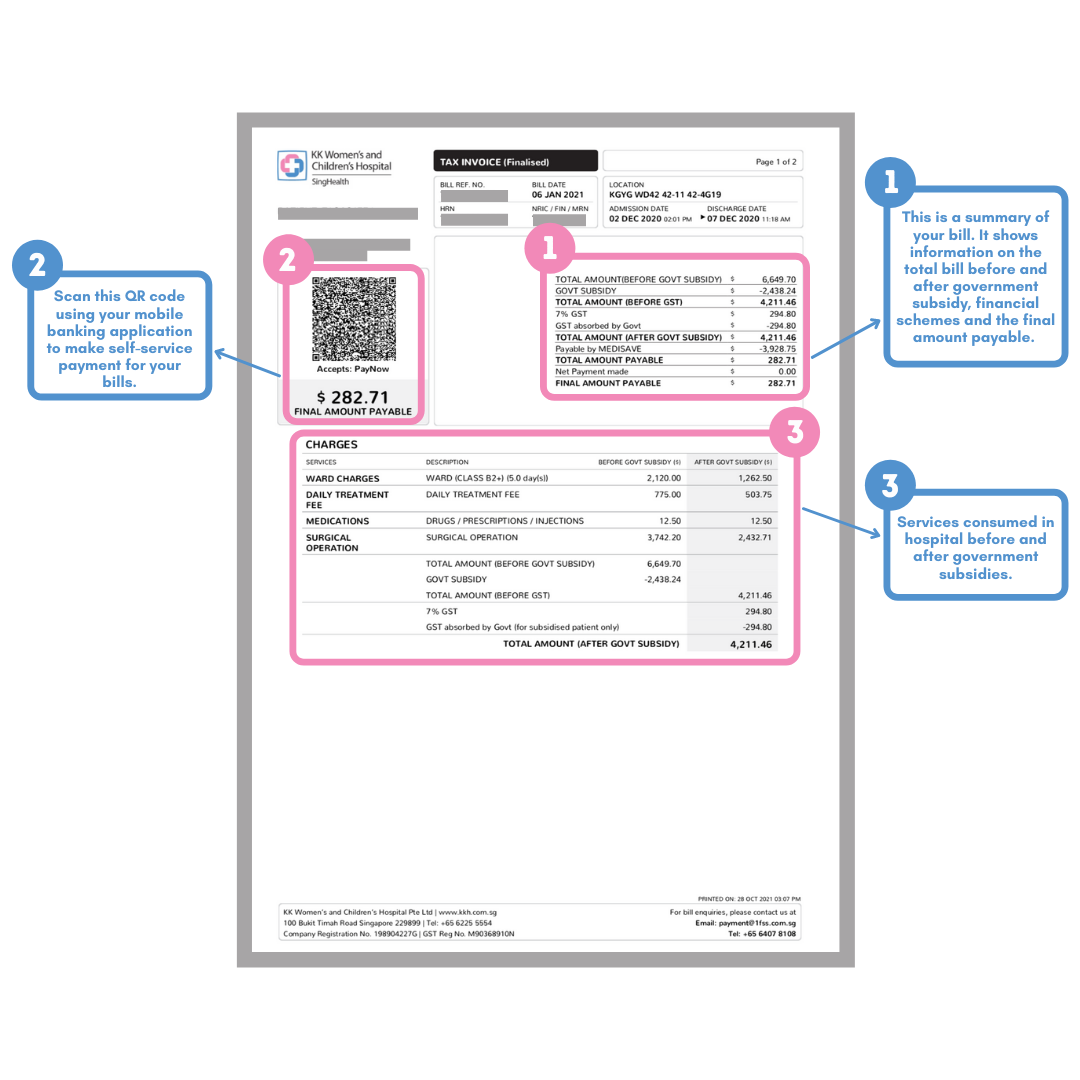 KK Women's and
Children's Hospital
SingHealth
TAX INVOICE (Finalised)
Page 1 of 2
BILL REF. NO.
BILL DATE
06 JAN 2021
HRN
NRIC / FIN / MRN
LOCATION
KGYG WD42 42-11 42-4G19
ADMISSION DATE DISCHARGE DATE
02 DEC 2020 02:01 PM 07 DEC 2020 11:18 AM
1
This is a summary of
your bill. It shows
information on the
total bill before and
after government
subsidy, financial
schemes and the final
amount payable.
2
Scan this QR code
using your mobile
banking application
to make self-service
payment for your
bills.
2
Accepts: PayNow
$ 282.71
FINAL AMOUNT PAYABLE
1
TOTAL AMOUNT(BEFORE GOVT SUBSIDY) $ 6,649.70
GOVT SUBSIDY $ -2,438.24
TOTAL AMOUNT (BEFORE GST) $ 4,211.46
7% GST $ 294.80
GST absorbed by Govt $ -294.80
TOTAL AMOUNT (AFTER GOVT SUBSIDY) $ 4,211.46
Payable by MEDISAVE $ -3,928.75
TOTAL AMOUNT PAYABLE $ 282.71
Net Payment made $ 0.00
FINAL AMOUNT PAYABLE $ 282.71
3
CHARGES
SERVICES DESCRIPTION BEFORE GOVT SUBSIDY ($) AFTER GOVT SUBSIDY ($)
WARD CHARGES WARD (CLASS B2+) (5.0 day(s)) 2,120.00 1,262.50
DAILY TREATMENT DAILY TREATMENT FEE 775.00 503.75
FEE
MEDICATIONS DRUGS / PRESCRIPTIONS / INJECTIONS 12.50 12.50
SURGICAL SURGICAL OPERATION 3,742.20 2,432.71
OPERATION
TOTAL AMOUNT (BEFORE GOVT SUBSIDY) 6,649.70
GOVT SUBSIDY -2,438.24
TOTAL AMOUNT (BEFORE GST) 4,211.46
7% GST 294.80
GST absorbed by Govt (for subsidised patient only) -294.80
TOTAL AMOUNT (AFTER GOVT SUBSIDY) 4,211.46
3
Services consumed in
hospital before and
after government
subsidies.
PRINTED ON: 28 OCT 2021 03:07 PM
KK Women's and Children's Hospital Pte Ltd | www.kkh.com.sg
100 Bukit Timah Road Singapore 229899 | Tel: +65 6225 5554
Company Registration No. 198904227G | GST Reg No. M90368910N
For bill enquiries, please contact us at
Email: payment@1fss.com.sg
Tel: +65 6407 8108